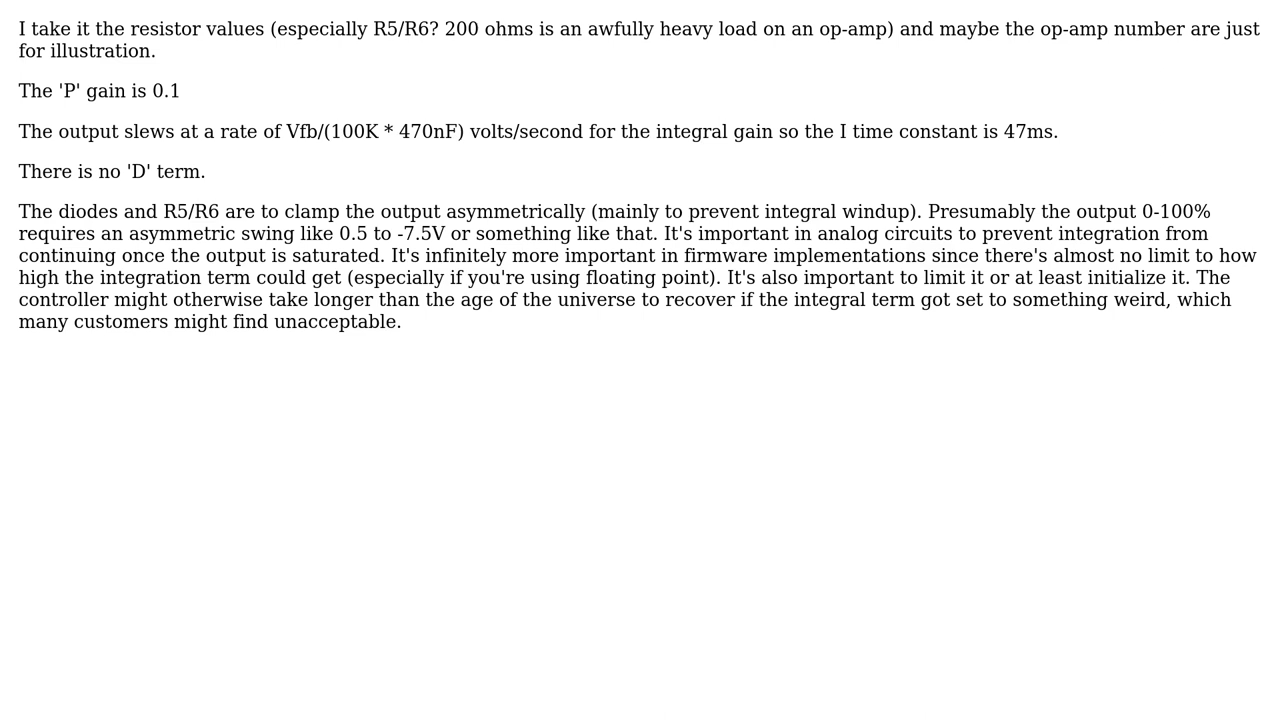 I take it the resistor values (especially R5/R6? 200 ohms is an awfully heavy load on an op-amp) and maybe the op-amp number are just
for illustration.
The 'P' gain is 0.1
The output slews at a rate of Vfb/(100K * 470nF) volts/second for the integral gain so the I time constant is 47ms.
There is no 'D' term.
The diodes and R5/R6 are to clamp the output asymmetrically (mainly to prevent integral windup). Presumably the output 0-100%
requires an asymmetric swing like 0.5 to -7.5V or something like that. It's important in analog circuits to prevent integration from
continuing once the output is saturated. It's infinitely more important in firmware implementations since there's almost no limit to how
high the integration term could get (especially if you're using floating point). It's also important to limit it or at least initialize it. The
controller might otherwise take longer than the age of the universe to recover if the integral term got set to something weird, which
many customers might find unacceptable.